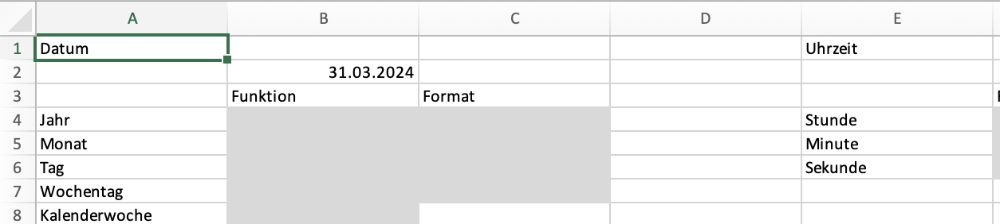 A B C D E
1 Datum Uhrzeit
2 31.03.2024
3 Funktion Format
4 Jahr Stunde
5 Monat Minute
6 Tag Sekunde
7 Wochentag
8 Kalenderwoche